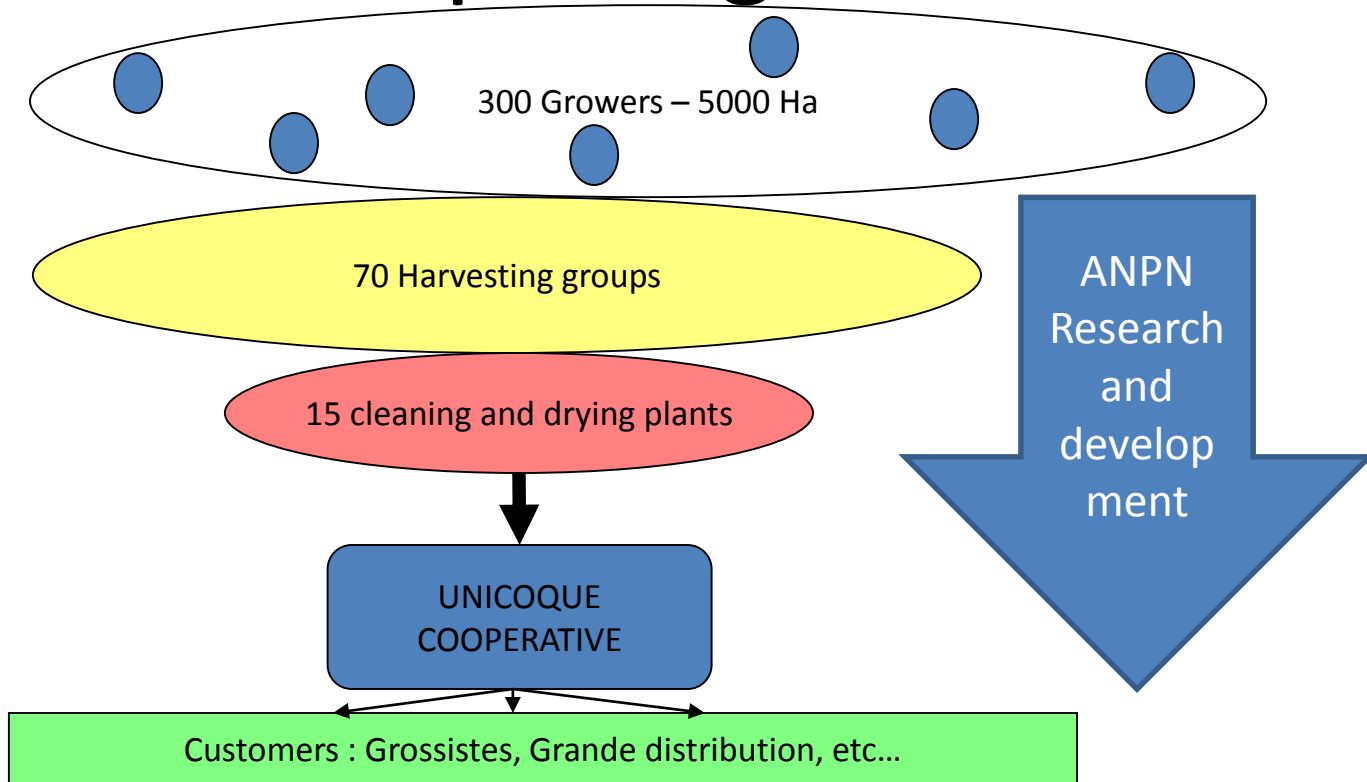 300 Growers – 5000 Ha
70 Harvesting groups
15 cleaning and drying plants
ANPN
Research
and
develop
ment
UNICOQUE
COOPERATIVE
Customers : Grossistes, Grande distribution, etc…